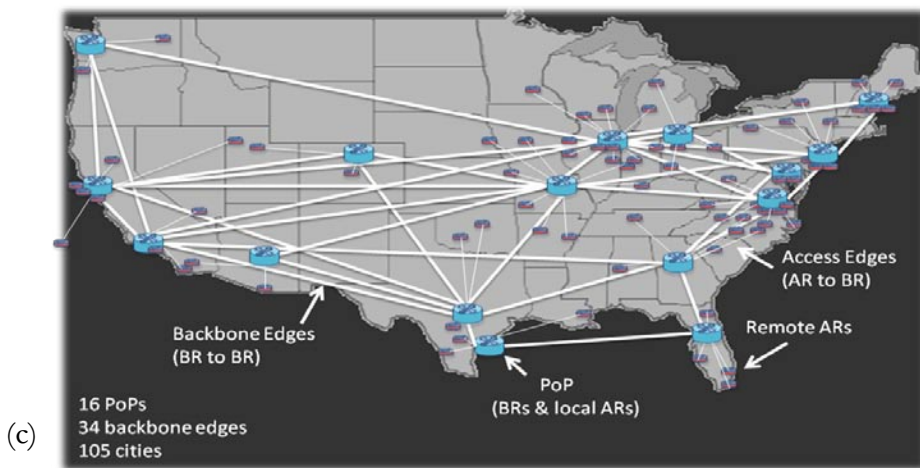 Access Edges
(AR to BR)
Backbone Edges
(BR to BR)
Remote ARs
PoP
(BRs & local ARs)
16 PoPs
34 backbone edges
105 cities
(c)